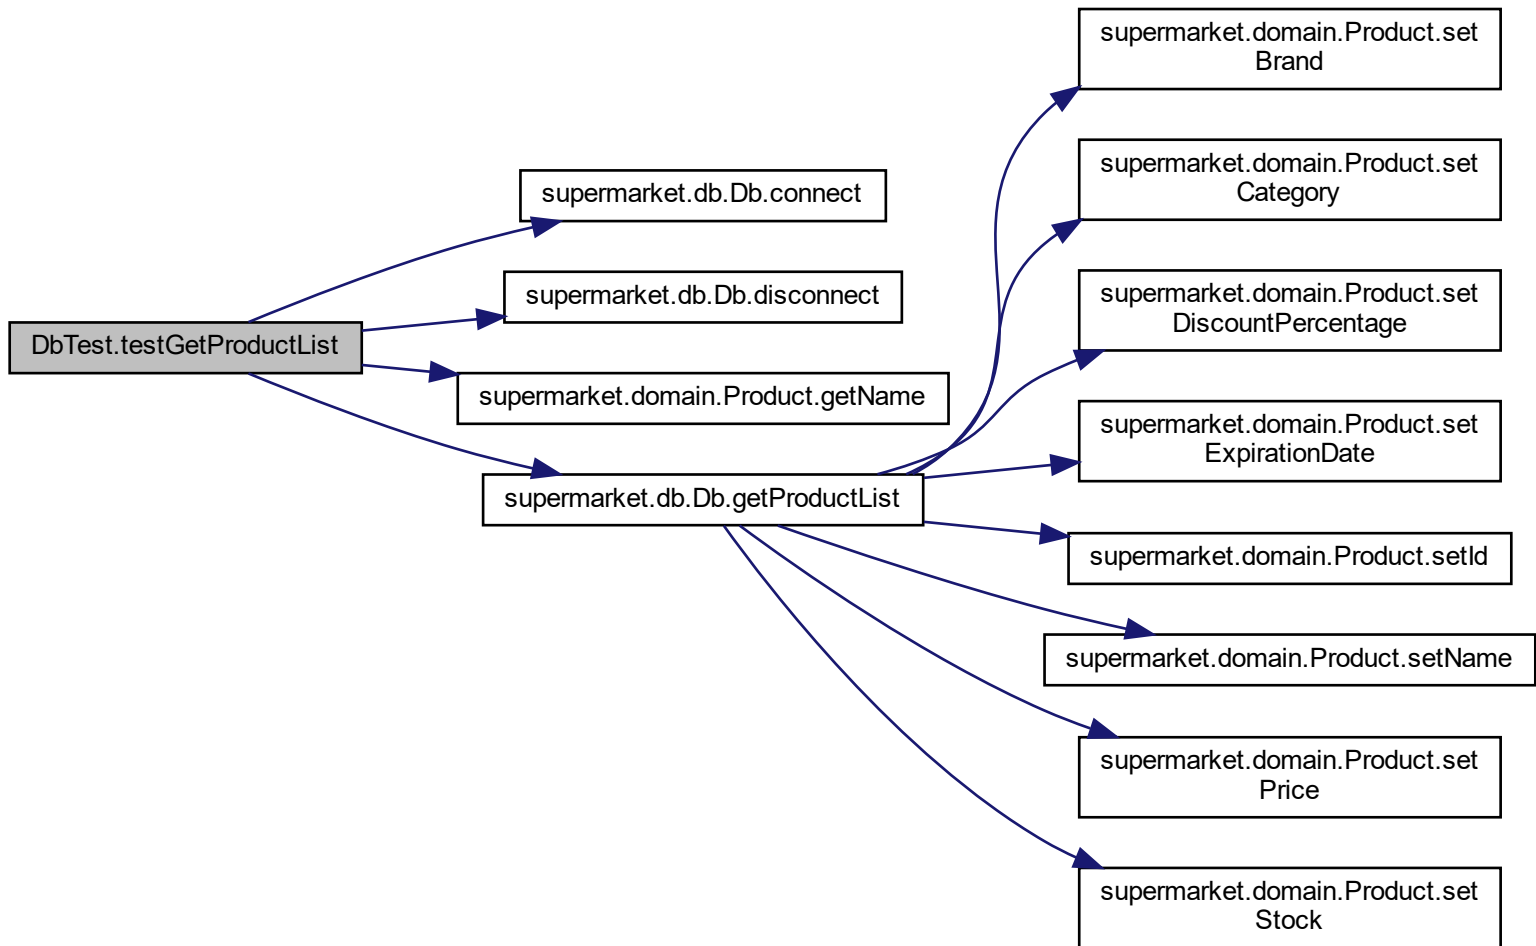 DbTest.testGetProductList
supermarket.db.Db.connect
supermarket.db.Db.disconnect
supermarket.domain.Product.getName
supermarket.db.Db.getProductList
supermarket.domain.Product.set
Brand
supermarket.domain.Product.set
Category
supermarket.domain.Product.set
DiscountPercentage
supermarket.domain.Product.set
ExpirationDate
supermarket.domain.Product.setId
supermarket.domain.Product.setName
supermarket.domain.Product.set
Price
supermarket.domain.Product.set
Stock